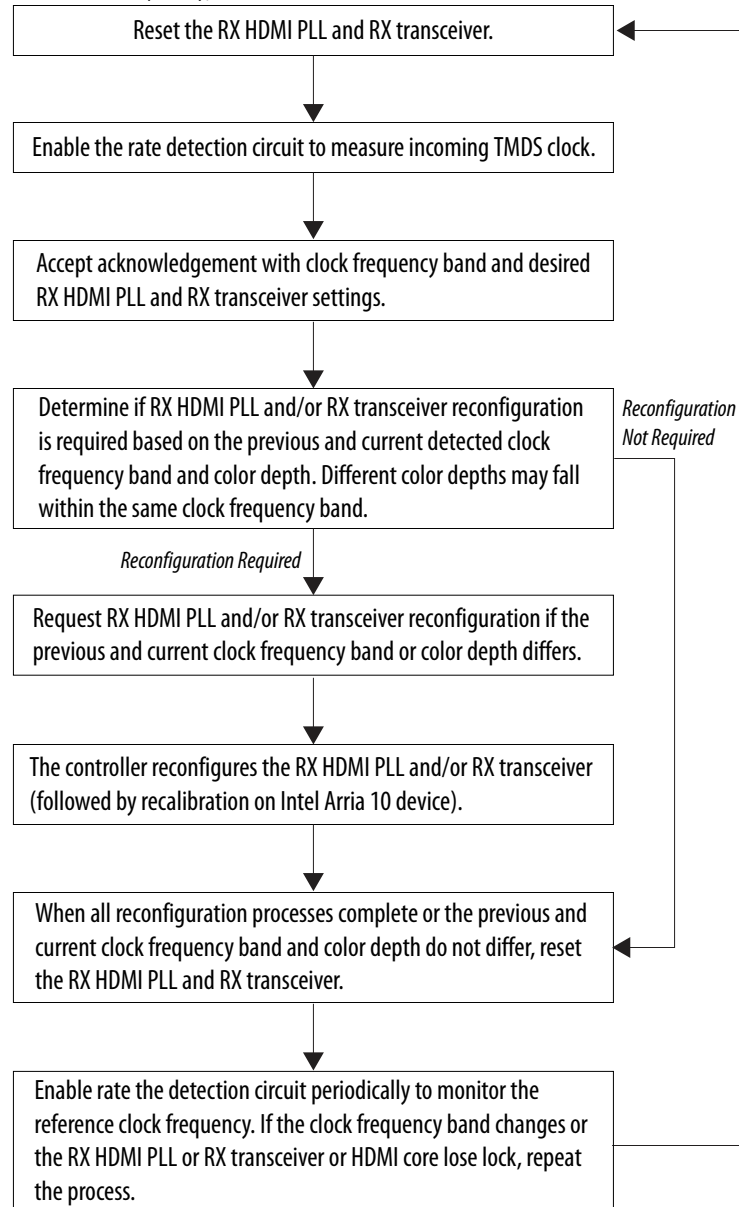 Reset the RX HDMI PLL and RX transceiver.
Enable the rate detection circuit to measure incoming TMDS clock.
Accept acknowledgement with clock frequency band and desired
RX HDMI PLL and RX transceiver settings.
Determine if RX HDMI PLL and/or RX transceiver reconfiguration
is required based on the previous and current detected clock
frequency band and color depth. Different color depths may fall
within the same clock frequency band.
Reconfiguration
Not Required
Reconfiguration Required
Request RX HDMI PLL and/or RX transceiver reconfiguration if the
previous and current clock frequency band or color depth differs.
The controller reconfigures the RX HDMI PLL and/or RX transceiver
(followed by recalibration on Intel Arria 10 device).
When all reconfiguration processes complete or the previous and
current clock frequency band and color depth do not differ, reset
the RX HDMI PLL and RX transceiver.
Enable rate the detection circuit periodically to monitor the
reference clock frequency. If the clock frequency band changes or
the RX HDMI PLL or RX transceiver or HDMI core lose lock, repeat
the process.